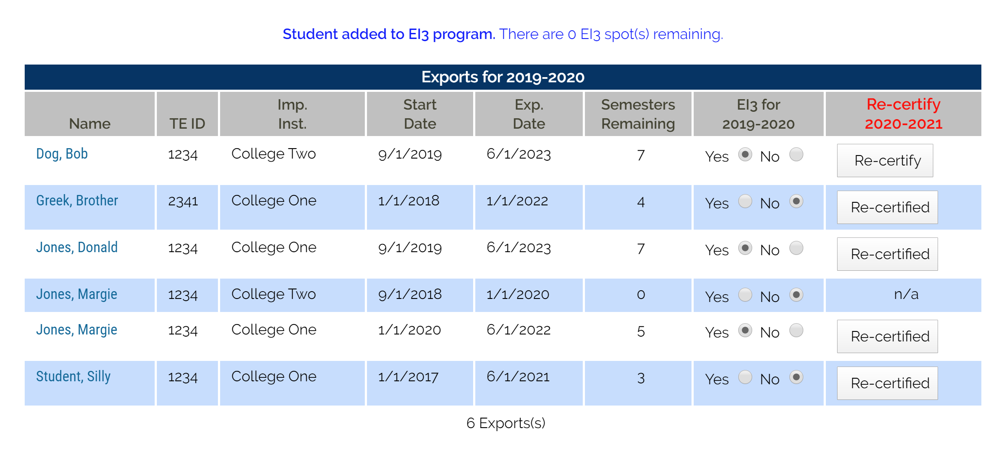 Student added to EI3 program. There are 0 EI3 spot(s) remaining.
Exports for 2019-2020
Name TE ID Imp. Inst. Start Date Exp. Date Semesters Remaining EI3 for 2019-2020 Re-certify 2020-2021
Dog, Bob 1234 College Two 9/1/2019 6/1/2023 7 Yes No Re-certify
Greek, Brother 2341 College One 1/1/2018 1/1/2022 4 Yes No Re-certified
Jones, Donald 1234 College One 9/1/2019 6/1/2023 7 Yes No Re-certified
Jones, Margie 1234 College Two 9/1/2018 1/1/2020 0 Yes No n/a
Jones, Margie 1234 College One 1/1/2020 6/1/2022 5 Yes No Re-certified
Student, Silly 1234 College One 1/1/2017 6/1/2021 3 Yes No Re-certified
6 Exports(s)